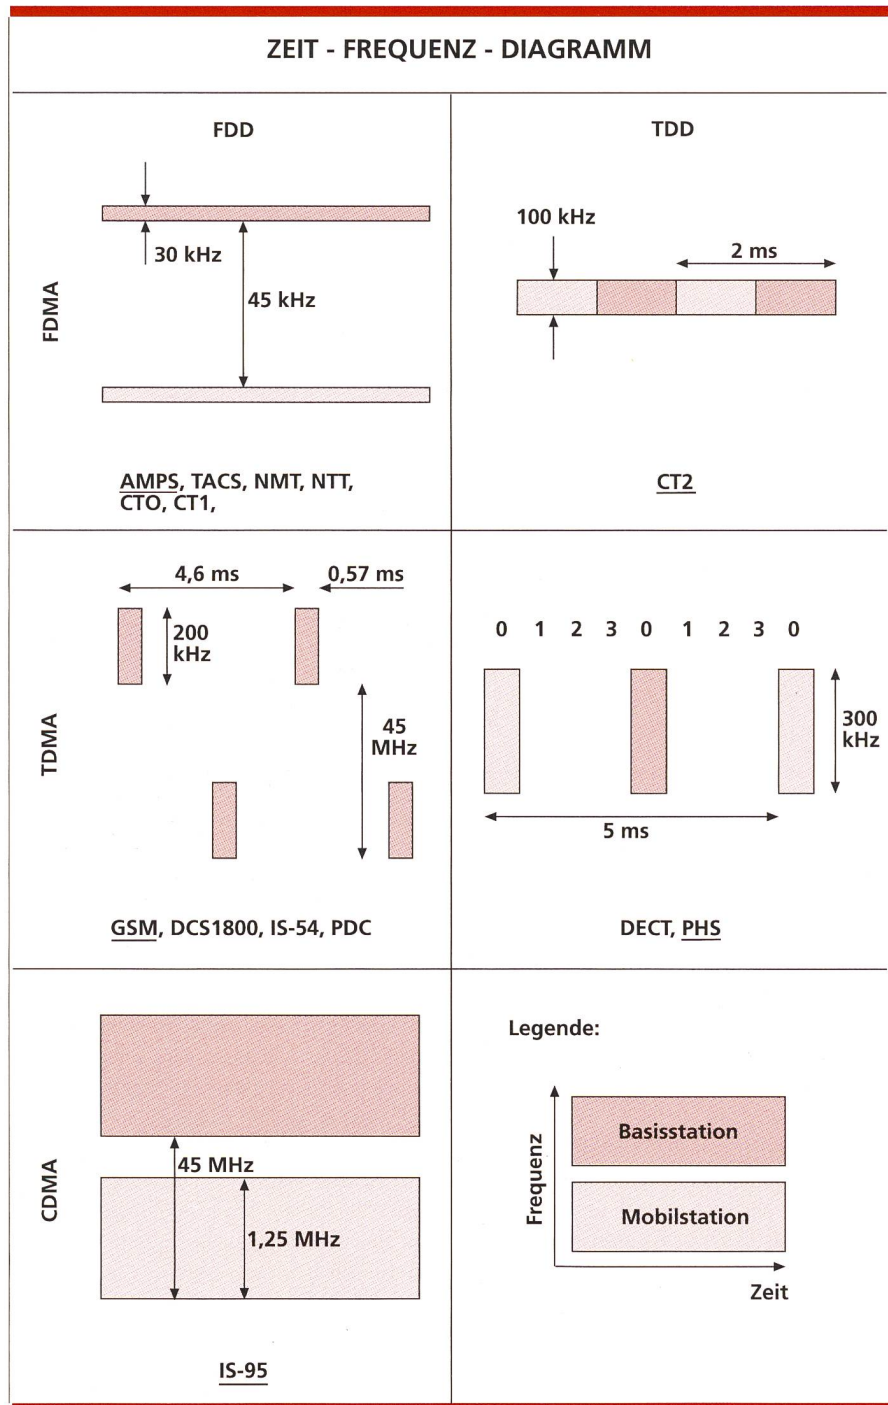 ZEIT - FREQUENZ - DIAGRAMM
FDD
TDD
FDMA
30 kHz
45 kHz
AMPS, TACS, NMT, NTT,
CTO, CT1,
100 kHz
2 ms
CT2
TDMA
4,6 ms
0,57 ms
200
kHz
45
MHz
GSM, DCS1800, IS-54, PDC
0 1 2 3 0 1 2 3 0
300
kHz
5 ms
DECT, PHS
CDMA
45 MHz
1,25 MHz
IS-95
Legende:
Frequenz
Basisstation
Mobilstation
Zeit